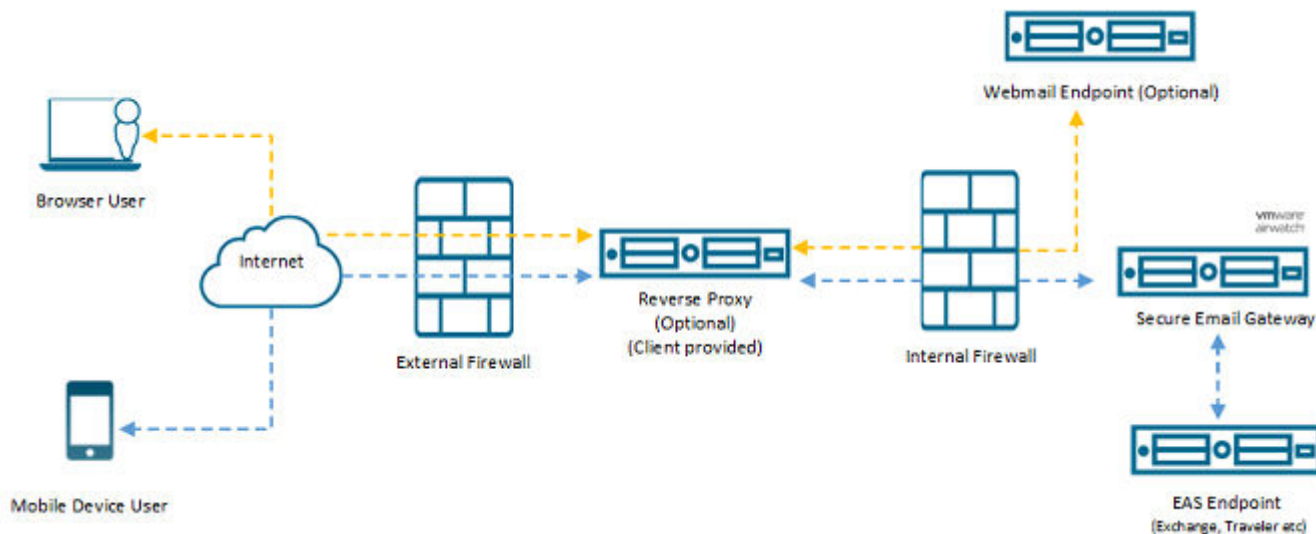 Webmail Endpoint (Optional)
Browser User
vmware
airwatch
Internet
Reverse Proxy
(Optional)
(Client provided)
Secure Email Gateway
External Firewall
Internal Firewall
Mobile Device User
EAS Endpoint
(Exchange, Traveler etc)